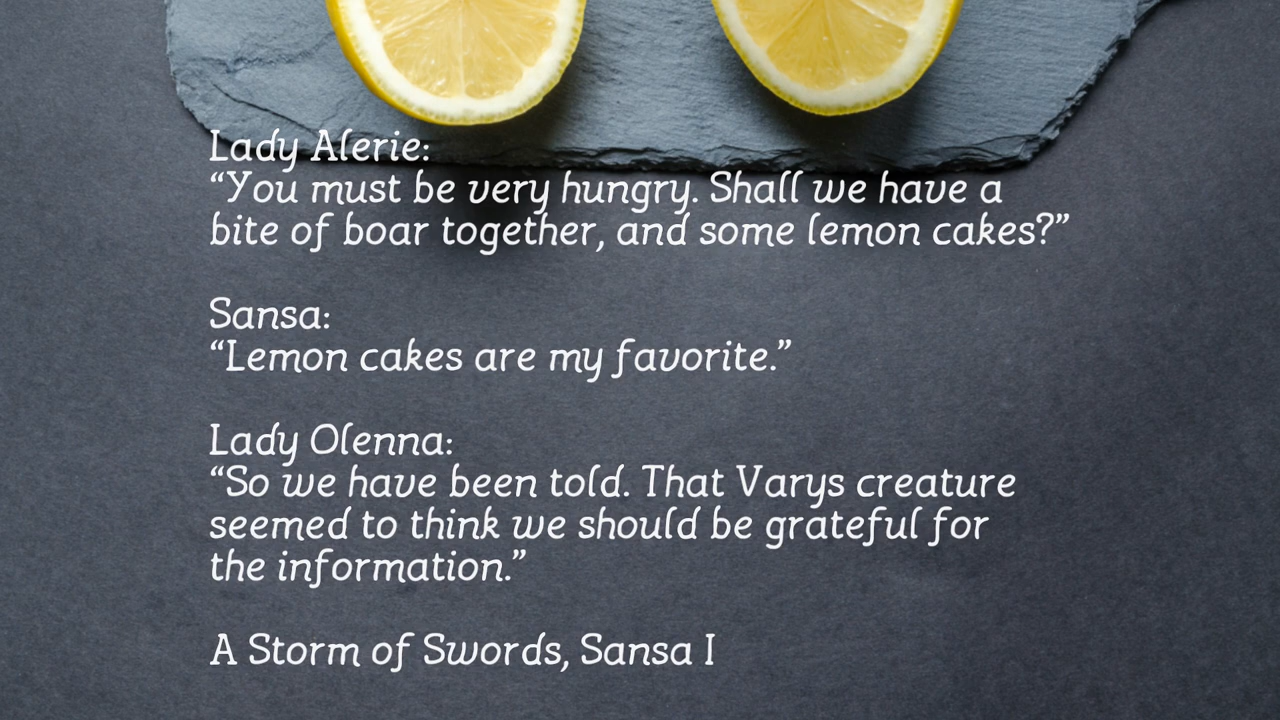 Lady Alerie:
“You must be very hungry. Shall we have a
bite of boar together, and some lemon cakes?”
Sansa:
“Lemon cakes are my favorite.”
Lady Olenna:
“So we have been told. That Varys creature
seemed to think we should be grateful for
the information.”
A Storm of Swords, Sansa I